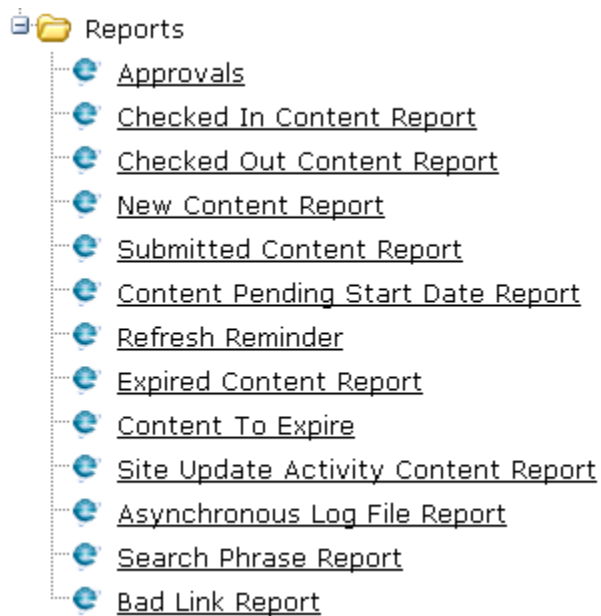 Reports
Approvals
Checked In Content Report
Checked Out Content Report
New Content Report
Submitted Content Report
Content Pending Start Date Report
Refresh Reminder
Expired Content Report
Content To Expire
Site Update Activity Content Report
Asynchronous Log File Report
Search Phrase Report
Bad Link Report